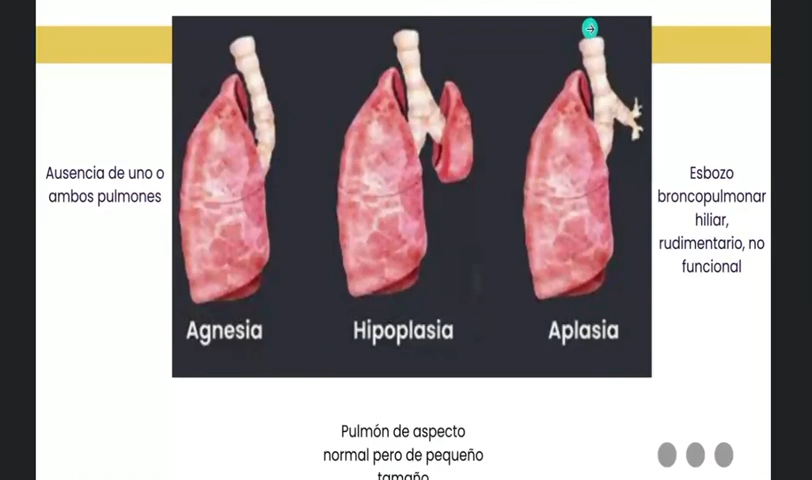 Ausencia de uno o
ambos pulmones
Agnesia
Hipoplasia
Aplasia
Esbozo
broncopulmonar
hiliar,
rudimentario, no
funcional
Pulmón de aspecto
normal pero de pequeño
tamaño